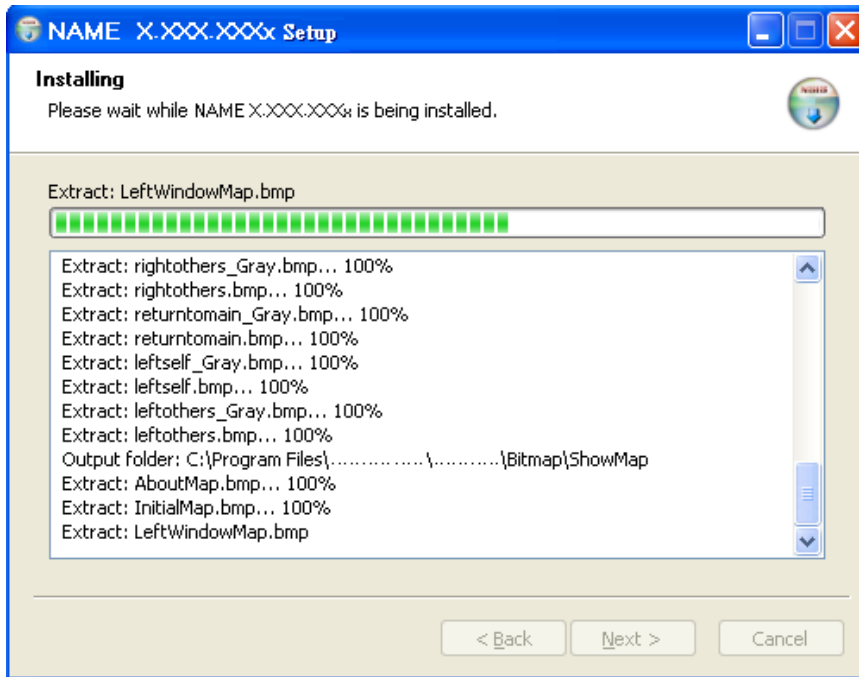 NAME X.XXX.XXXx Setup
Installing
Please wait while NAME X.XXX.XXXx is being installed.
Extract: LeftWindowMap.bmp
Extract: rightothers_Gray.bmp... 100%
Extract: rightothers.bmp... 100%
Extract: returntomain_Gray.bmp... 100%
Extract: returntomain.bmp... 100%
Extract: leftself_Gray.bmp... 100%
Extract: leftself.bmp... 100%
Extract: leftothers_Gray.bmp... 100%
Extract: leftothers.bmp... 100%
Output folder: C:\Program Files\...............\...........\Bitmap\ShowMap
Extract: AboutMap.bmp... 100%
Extract: InitialMap.bmp... 100%
Extract: LeftWindowMap.bmp
< Back
Next >
Cancel